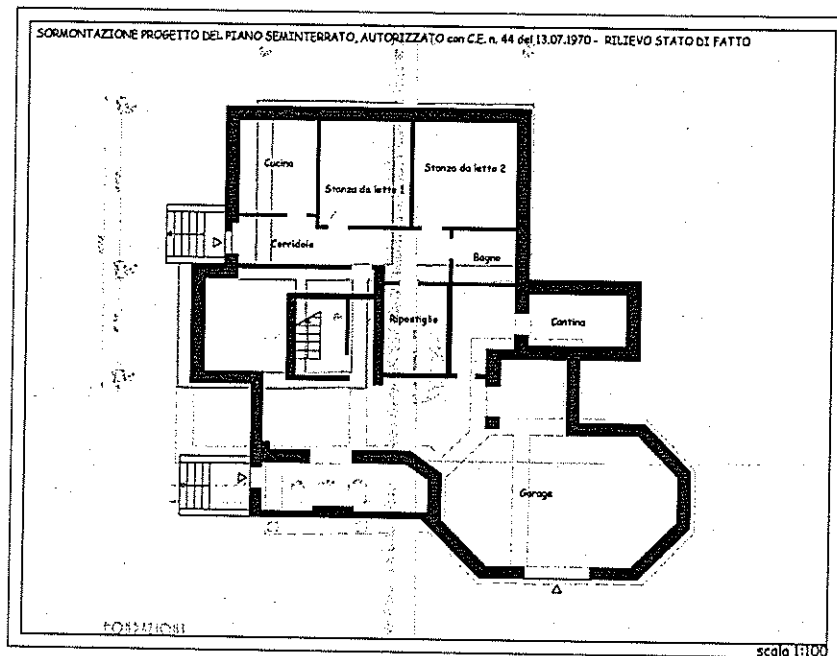 SORMONTAZIONE PROGETTO DEL PIANO SEMINTERRATO, AUTORIZZATO con C.E. n. 44 del 13.07.1970 - RILIEVO STATO DI FATTO
Cucina
Stanza da letto
Stanza da letto 2
Corridoio
Bagno
Ripostiglio
Cantina
Garage
FONDAZIONI
scala 1:100